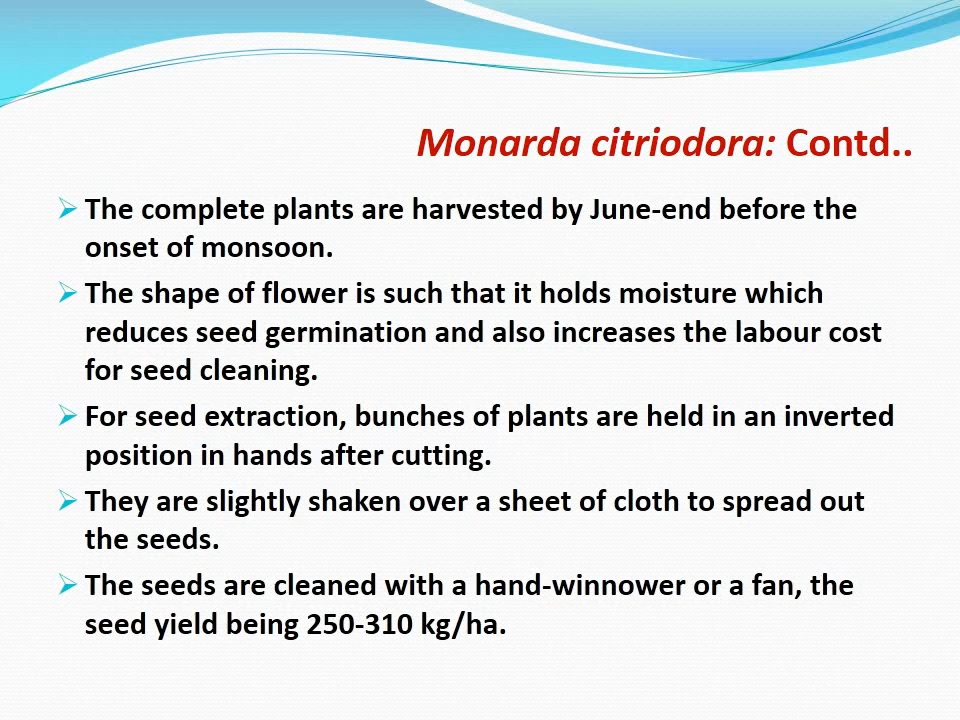 Monarda citriodora: Contd..
The complete plants are harvested by June-end before the
onset of monsoon.
The shape of flower is such that it holds moisture which
reduces seed germination and also increases the labour cost
for seed cleaning.
For seed extraction, bunches of plants are held in an inverted
position in hands after cutting.
They are slightly shaken over a sheet of cloth to spread out
the seeds.
The seeds are cleaned with a hand-winnower or a fan, the
seed yield being 250-310 kg/ha.